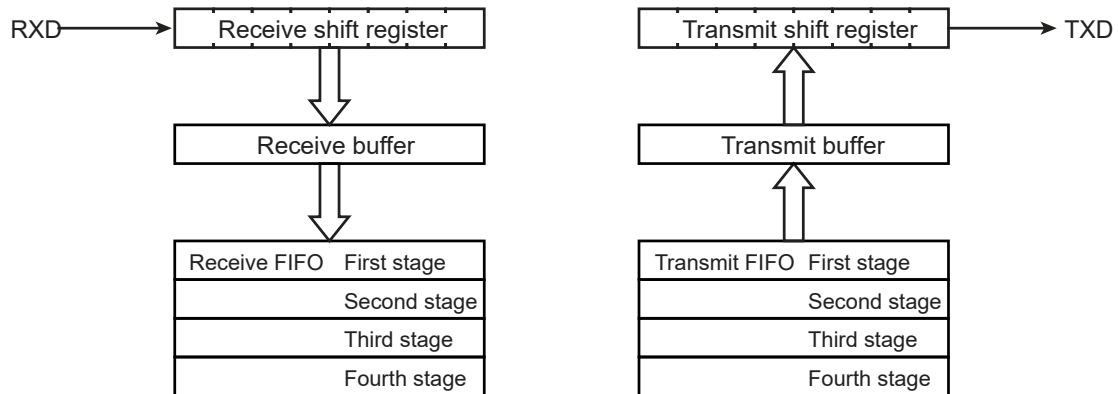 RXD
Receive shift register
Receive buffer
Receive FIFO First stage
Second stage
Third stage
Fourth stage
Transmit shift register
TXD
Transmit buffer
Transmit FIFO First stage
Second stage
Third stage
Fourth stage